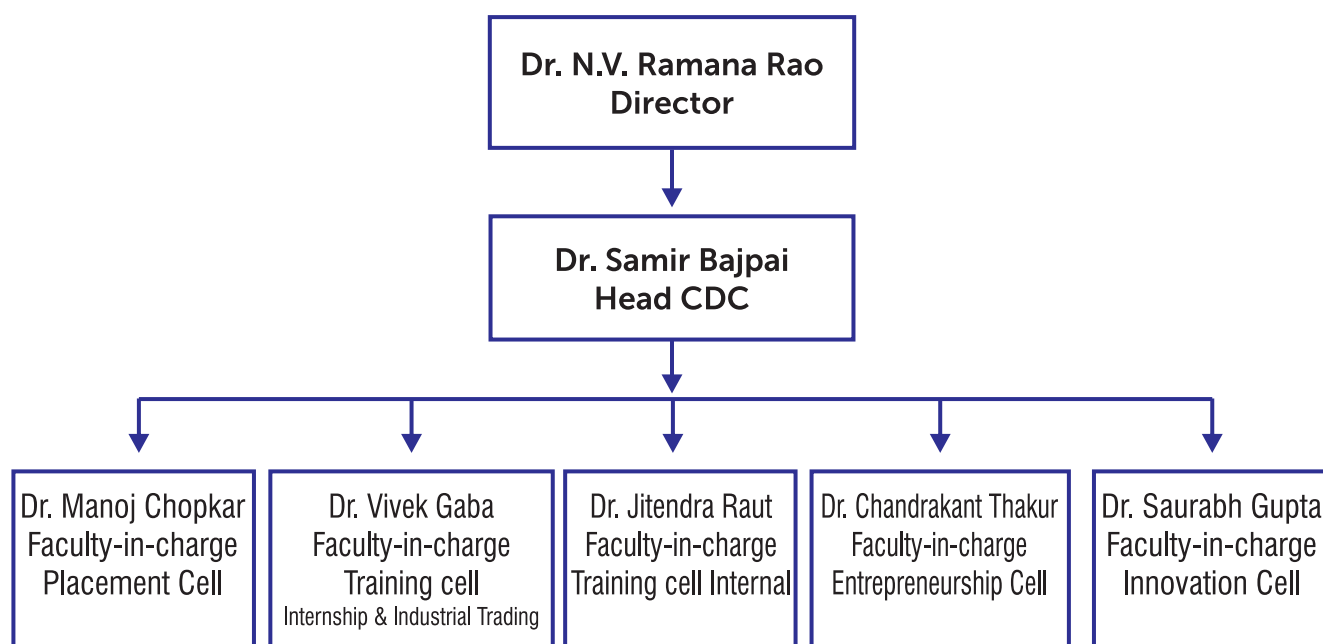 Dr. N.V. Ramana Rao
Director
Dr. Samir Bajpai
Head CDC
Dr. Manoj Chopkar
Faculty-in-charge
Placement Cell
Dr. Vivek Gaba
Faculty-in-charge
Training cell
Internship & Industrial Trading
Dr. Jitendra Raut
Faculty-in-charge
Training cell Internal
Dr. Chandrakant Thakur
Faculty-in-charge
Entrepreneurship Cell
Dr. Saurabh Gupta
Faculty-in-charge
Innovation Cell